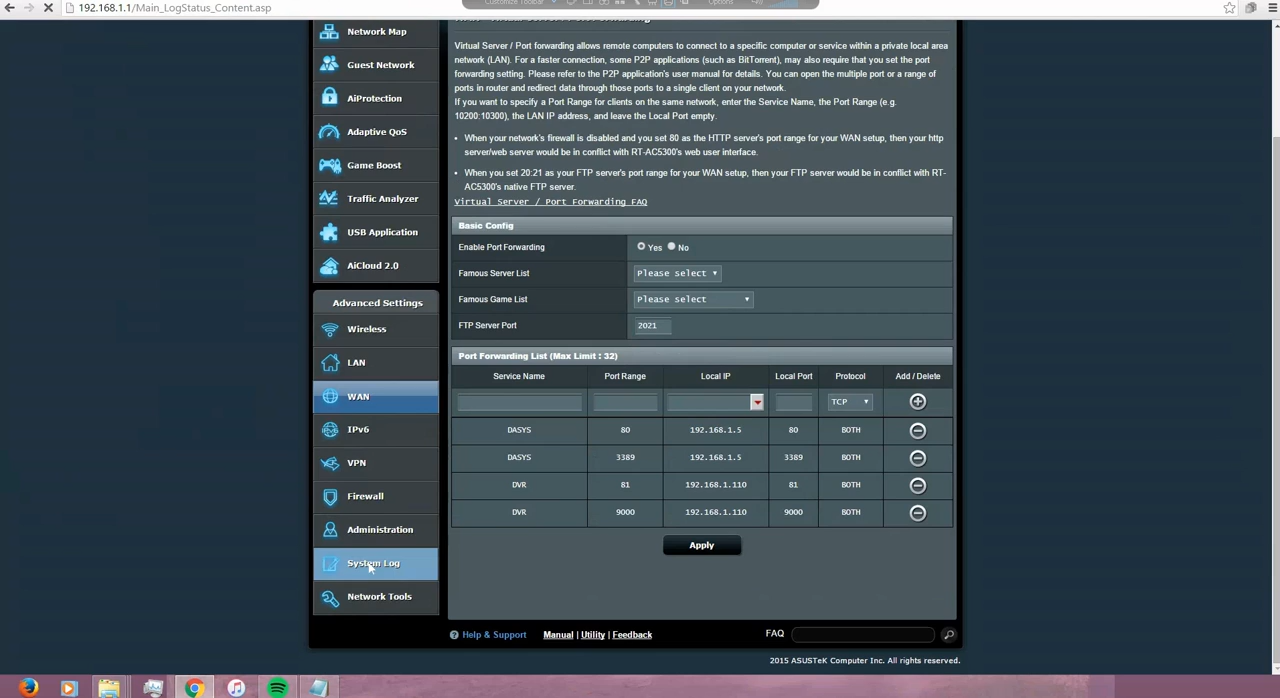 192.168.1.1/Main_LogStatus_Content.asp
Customize Toolbar
Options
Network Map
Guest Network
AiProtection
Adaptive QoS
Game Boost
Traffic Analyzer
USB Application
AiCloud 2.0
Advanced Settings
Wireless
LAN
WAN
IPv6
VPN
Firewall
Administration
System Log
Network Tools
Virtual Server / Port forwarding allows remote computers to connect to a specific computer or service within a private local area
network (LAN). For a faster connection, some P2P applications (such as BitTorrent), may also require that you set the port
forwarding setting. Please refer to the P2P application's user manual for details. You can open the multiple port or a range of
ports in router and redirect data through those ports to a single client on your network.
If you want to specify a Port Range for clients on the same network, enter the Service Name, the Port Range (e.g.
10200:10300), the LAN IP address, and leave the Local Port empty.
• When your network's firewall is disabled and you set 80 as the HTTP server's port range for your WAN setup, then your http
server/web server would be in conflict with RT-AC5300's web user interface.
• When you set 20:21 as your FTP server's port range for your WAN setup, then your FTP server would be in conflict with RT-
AC5300's native FTP server.
Virtual Server / Port Forwarding FAQ
Basic Config
Enable Port Forwarding Yes No
Famous Server List Please select
Famous Game List Please select
FTP Server Port 2021
Port Forwarding List (Max Limit : 32)
Service Name Port Range Local IP Local Port Protocol Add / Delete
TCP
DASYS 80 192.168.1.5 80 BOTH
DASYS 3389 192.168.1.5 3389 BOTH
DVR 81 192.168.1.110 81 BOTH
DVR 9000 192.168.1.110 9000 BOTH
Apply
Help & Support Manual | Utility | Feedback FAQ
2015 ASUSTeK Computer Inc. All rights reserved.